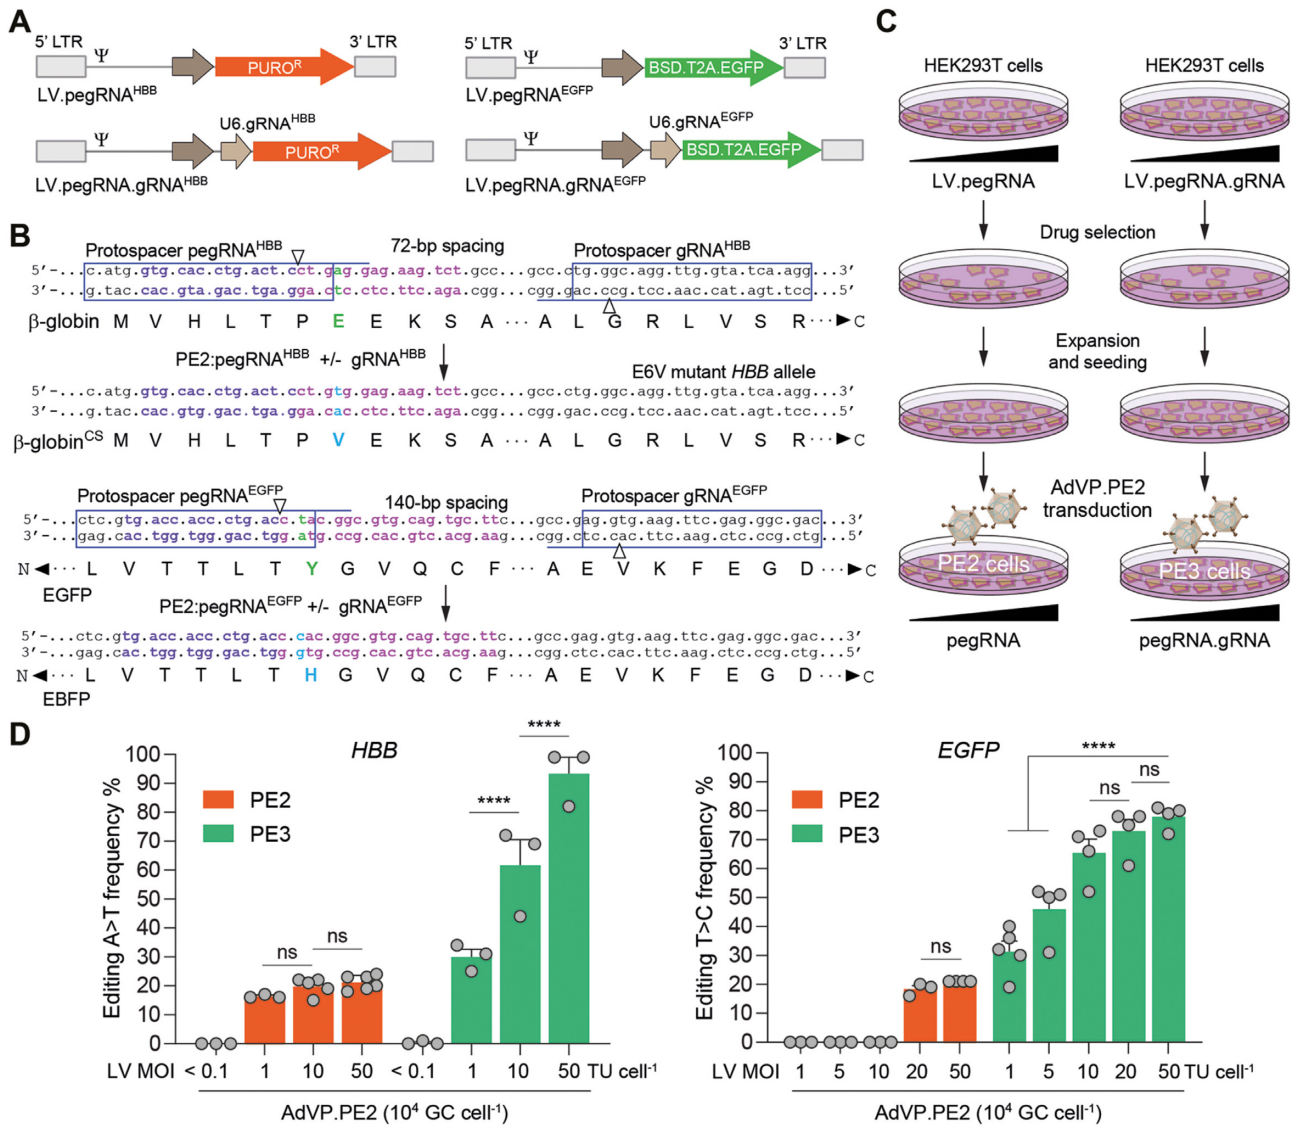 A
5′ LTR Ψ 3′ LTR
PURO^R
LV.pegRNA^HBB
U6.gRNA^HBB
Ψ
PURO^R
LV.pegRNA.gRNA^HBB
5′ LTR Ψ 3′ LTR
BSD.T2A.EGFP
LV.pegRNA^EGFP
U6.gRNA^EGFP
Ψ
BSD.T2A.EGFP
LV.pegRNA.gRNA^EGFP
B
Protospacer pegRNA^HBB 72-bp spacing Protospacer gRNA^HBB
5′-...c.atg.gtg.cac.ctg.act.cct.gag.gag.aag.tct.gcc...gcc.ctg.ggc.agg.ttg.gta.tca.agg...3′
3′-...g.tac.cac.gta.gac.tga.gga.ctc.ctc.ttc.aga.cgg...cgg.gac.ccg.tcc.aac.cat.agt.tcc...5′
β-globin M V H L T P E E K S A ··· A L G R L V S R ··· C
PE2:pegRNA^HBB +/- gRNA^HBB
E6V mutant HBB allele
5′-...c.atg.gtg.cac.ctg.act.cct.gtg.gag.aag.tct.gcc...gcc.ctg.ggc.agg.ttg.gta.tca.agg...3′
3′-...g.tac.cac.gtg.gac.tga.gga.cac.ctc.ttc.aga.cgg...cgg.gac.ccg.tcc.aac.cat.agt.tcc...5′
β-globin^CS M V H L T P V E K S A ··· A L G R L V S R ··· C
Protospacer pegRNA^EGFP 140-bp spacing Protospacer gRNA^EGFP
5′-...ctc.gtg.acc.acc.ctg.acc.tac.ggc.gtg.cag.tgc.ttc...gcc.gag.gtg.aag.ttc.gag.ggc.gac...3′
3′-...gag.cac.tgg.tgg.gac.tgg.atg.ccg.cac.gtc.acg.aag...cgg.ctc.cac.ttc.aag.ctc.ccg.ctg...5′
N L V T T L T Y G V Q C F ··· A E V K F E G D ··· C
EGFP
PE2:pegRNA^EGFP +/- gRNA^EGFP
5′-...ctc.gtg.acc.acc.ctg.acc.cac.ggc.gtg.cag.tgc.ttc...gcc.gag.gtg.aag.ttc.gag.ggc.gac...3′
3′-...gag.cac.tgg.tgg.gac.tgg.gtg.ccg.cac.gtc.acg.aag...cgg.ctc.cac.ttc.aag.ctc.ccg.ctg...5′
N L V T T L T H G V Q C F ··· A E V K F E G D ··· C
EBFP
C
HEK293T cells HEK293T cells
LV.pegRNA LV.pegRNA.gRNA
Drug selection
Expansion
and seeding
AdVP.PE2
transduction
PE2 cells PE3 cells
pegRNA pegRNA.gRNA
D
HBB
Editing A>T frequency %
100
90
80
70
60
50
40
30
20
10
0
PE2
PE3
ns
ns
****
****
LV MOI < 0.1 1 10 50 < 0.1 1 10 50 TU cell⁻¹
AdVP.PE2 (10⁴ GC cell⁻¹)
EGFP
Editing T>C frequency %
100
90
80
70
60
50
40
30
20
10
0
PE2
PE3
ns
****
ns
ns
LV MOI 1 5 10 20 50 1 5 10 20 50 TU cell⁻¹
AdVP.PE2 (10⁴ GC cell⁻¹)